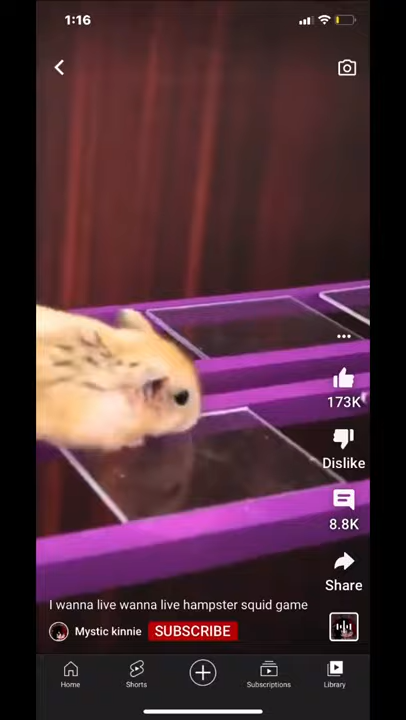 1:16
173K
Dislike
8.8K
Share
I wanna live wanna live hampster squid game
Mystic kinnie SUBSCRIBE
Home Shorts Subscriptions Library